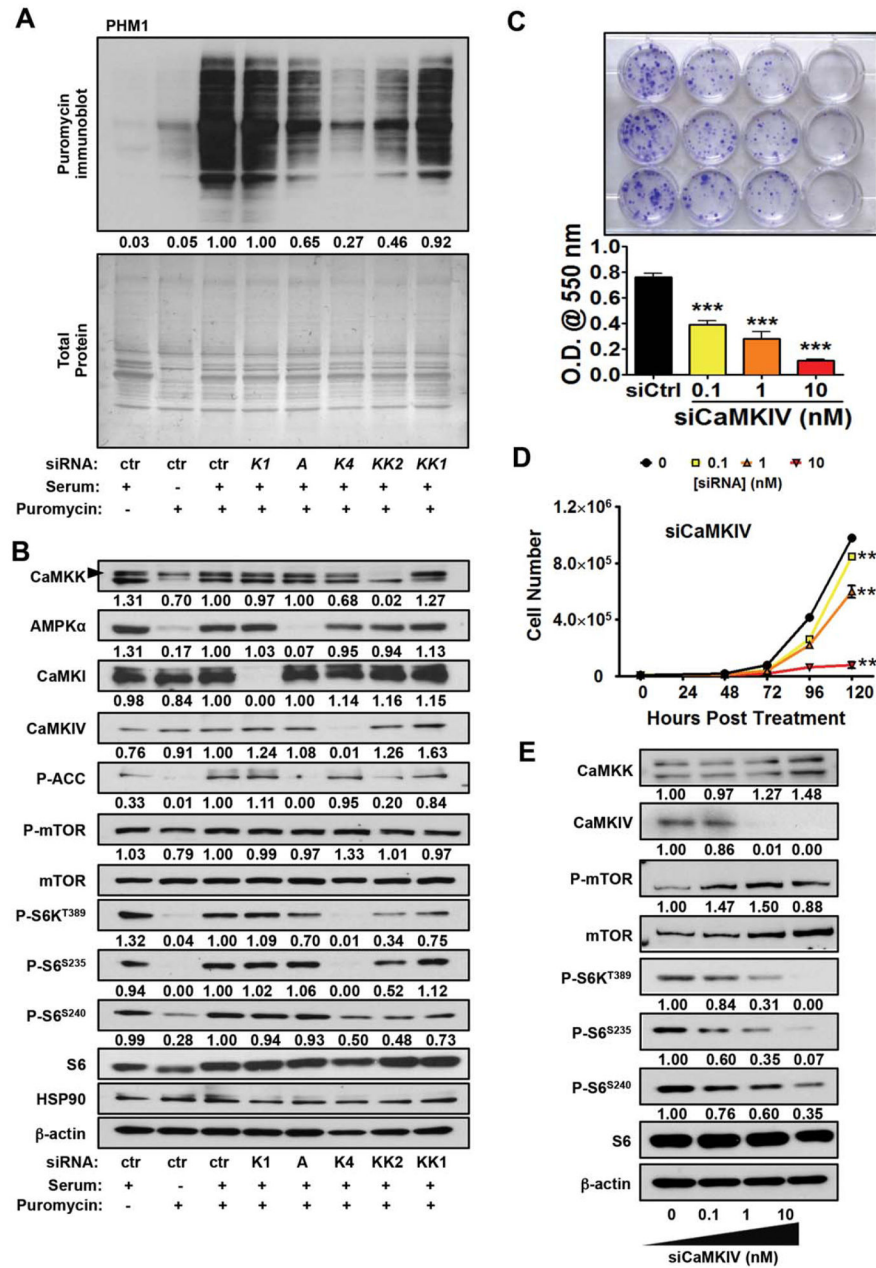 A
PHM1
Puromycin
immunoblot
0.03 0.05 1.00 1.00 0.65 0.27 0.46 0.92
Total
Protein
siRNA: ctr ctr ctr K1 A K4 KK2 KK1
Serum: + - + + + + + +
Puromycin: - + + + + + + +
B
CaMKK
1.31 0.70 1.00 0.97 1.00 0.68 0.02 1.27
AMPKα
1.31 0.17 1.00 1.03 0.07 0.95 0.94 1.13
CaMKI
0.98 0.84 1.00 0.00 1.00 1.14 1.16 1.15
CaMKIV
0.76 0.91 1.00 1.24 1.08 0.01 1.26 1.63
P-ACC
0.33 0.01 1.00 1.11 0.00 0.95 0.20 0.84
P-mTOR
1.03 0.79 1.00 0.99 0.97 1.33 1.01 0.97
mTOR
P-S6K^T389
1.32 0.04 1.00 1.09 0.70 0.01 0.34 0.75
P-S6^S235
0.94 0.00 1.00 1.02 1.06 0.00 0.52 1.12
P-S6^S240
0.99 0.28 1.00 0.94 0.93 0.50 0.48 0.73
S6
HSP90
β-actin
siRNA: ctr ctr ctr K1 A K4 KK2 KK1
Serum: + - + + + + + +
Puromycin: - + + + + + + +
C
O.D. @ 550 nm
1.0
0.8
0.6
0.4
0.2
0.0
*** *** ***
siCtrl 0.1 1 10
siCaMKIV (nM)
D
0 0.1 1 10
[siRNA] (nM)
siCaMKIV
Cell Number
1.2×10⁶
8.0×10⁵
4.0×10⁵
0
**
**
**
0 24 48 72 96 120
Hours Post Treatment
E
CaMKK
1.00 0.97 1.27 1.48
CaMKIV
1.00 0.86 0.01 0.00
P-mTOR
1.00 1.47 1.50 0.88
mTOR
P-S6K^T389
1.00 0.84 0.31 0.00
P-S6^S235
1.00 0.60 0.35 0.07
P-S6^S240
1.00 0.76 0.60 0.35
S6
β-actin
0 0.1 1 10
siCaMKIV (nM)